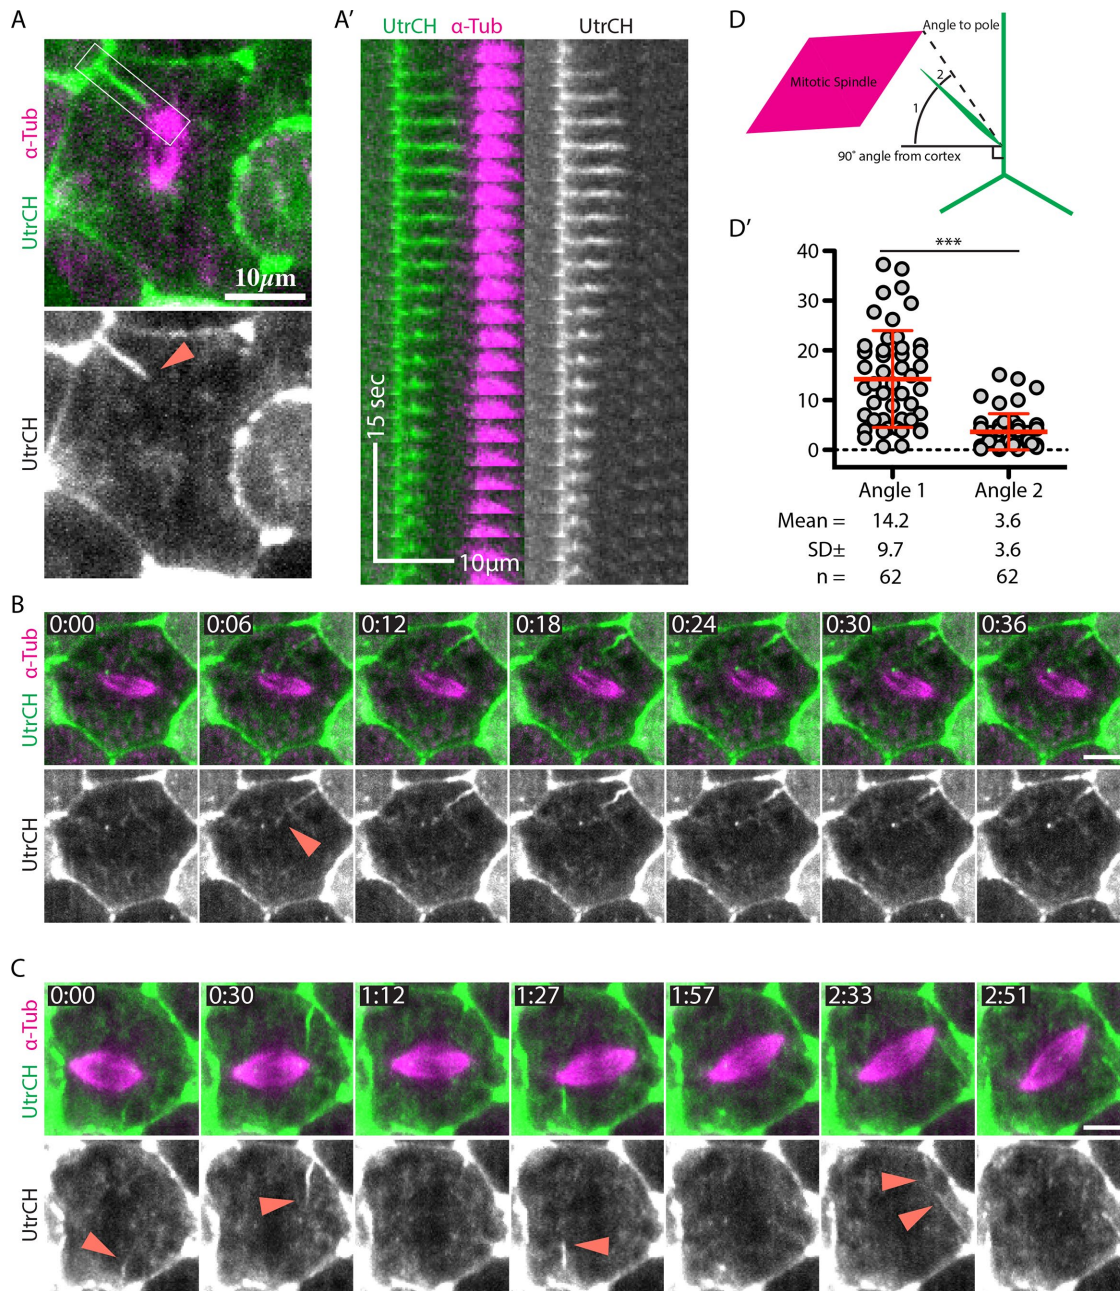 A
UtrCH α-Tub
10μm
UtrCH
A′
UtrCH α-Tub UtrCH
15 sec
10μm
D
Angle to pole
Mitotic Spindle
2
1
90° angle from cortex
D′
***
40
30
20
10
0
Angle 1 Angle 2
Mean = 14.2 3.6
SD± 9.7 3.6
n = 62 62
B
UtrCH α-Tub
0:00 0:06 0:12 0:18 0:24 0:30 0:36
UtrCH
C
UtrCH α-Tub
0:00 0:30 1:12 1:27 1:57 2:33 2:51
UtrCH